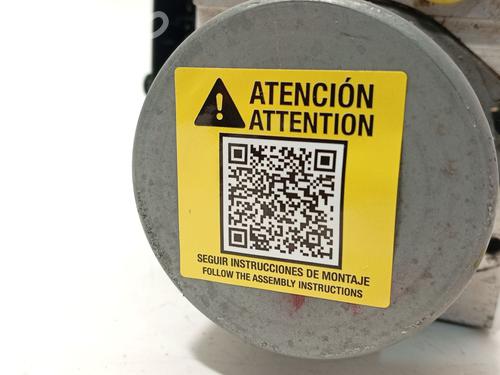 ATENCIÓN
ATTENTION
SEGUIR INSTRUCCIONES DE MONTAJE
FOLLOW THE ASSEMBLY INSTRUCTIONS